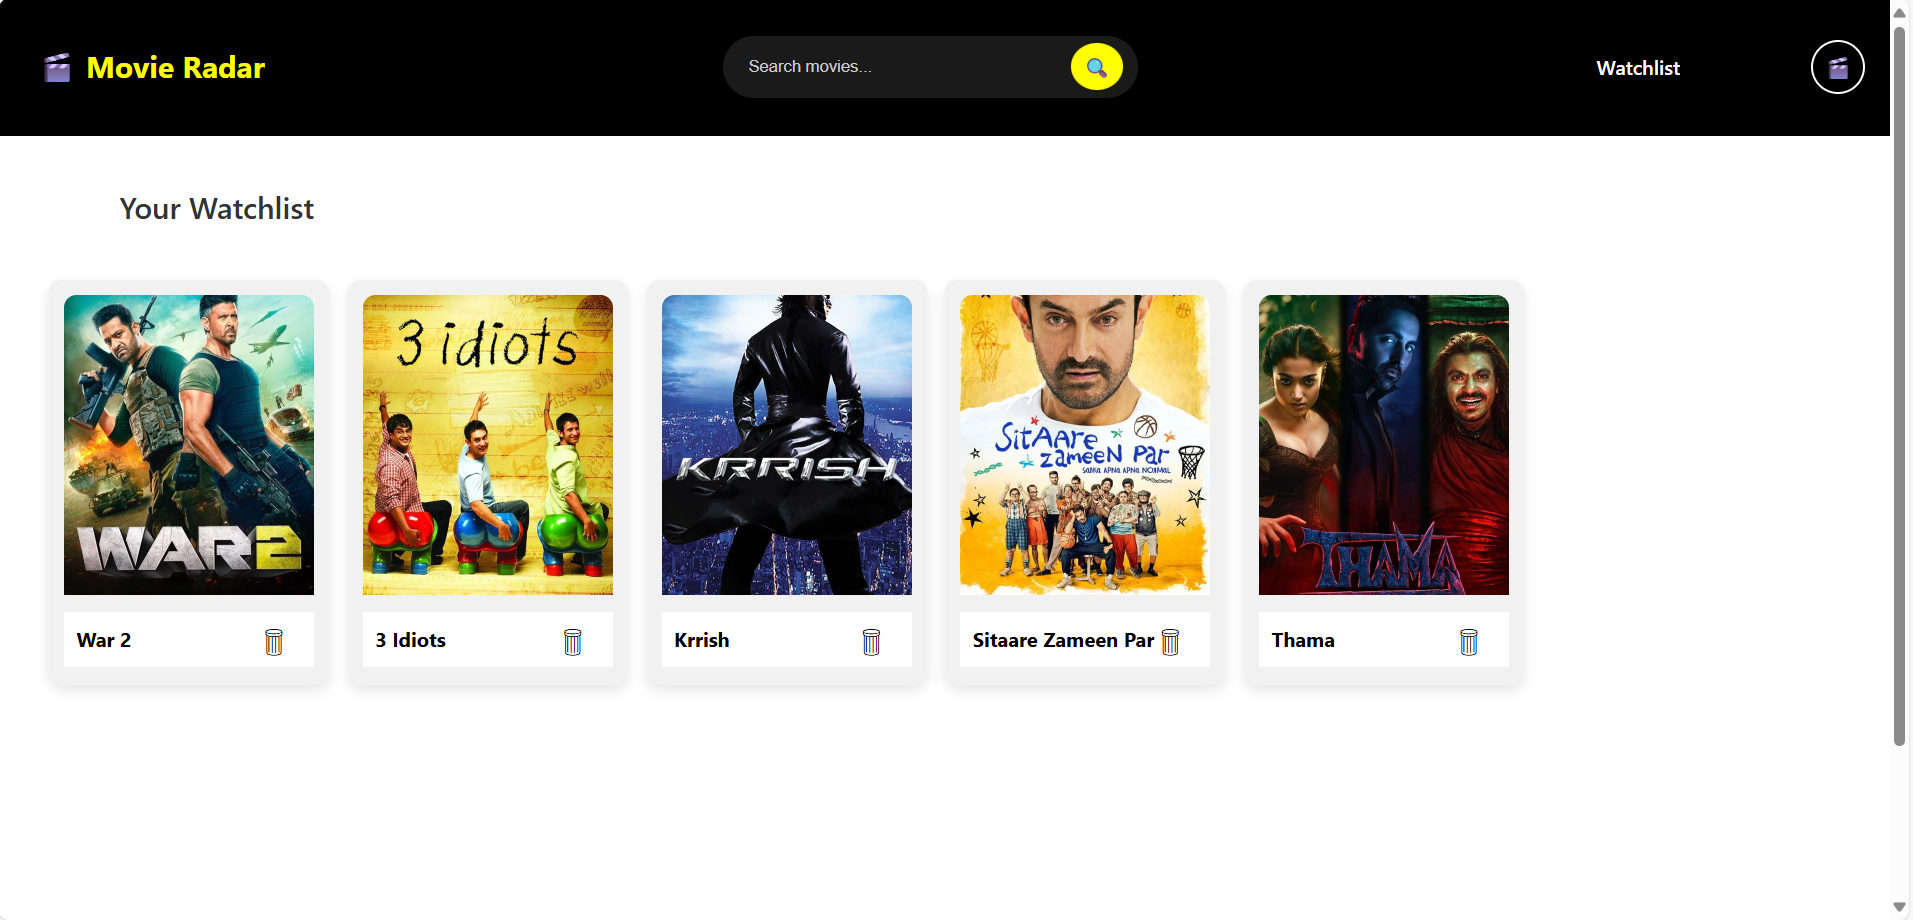 Movie Radar
Search movies...
Watchlist
Your Watchlist
WAR2
3 idiots
KRRISH
SitAAre
zameen par
SABKA APNA APNA NORMAL
THAMA
War 2
3 Idiots
Krrish
Sitaare Zameen Par
Thama